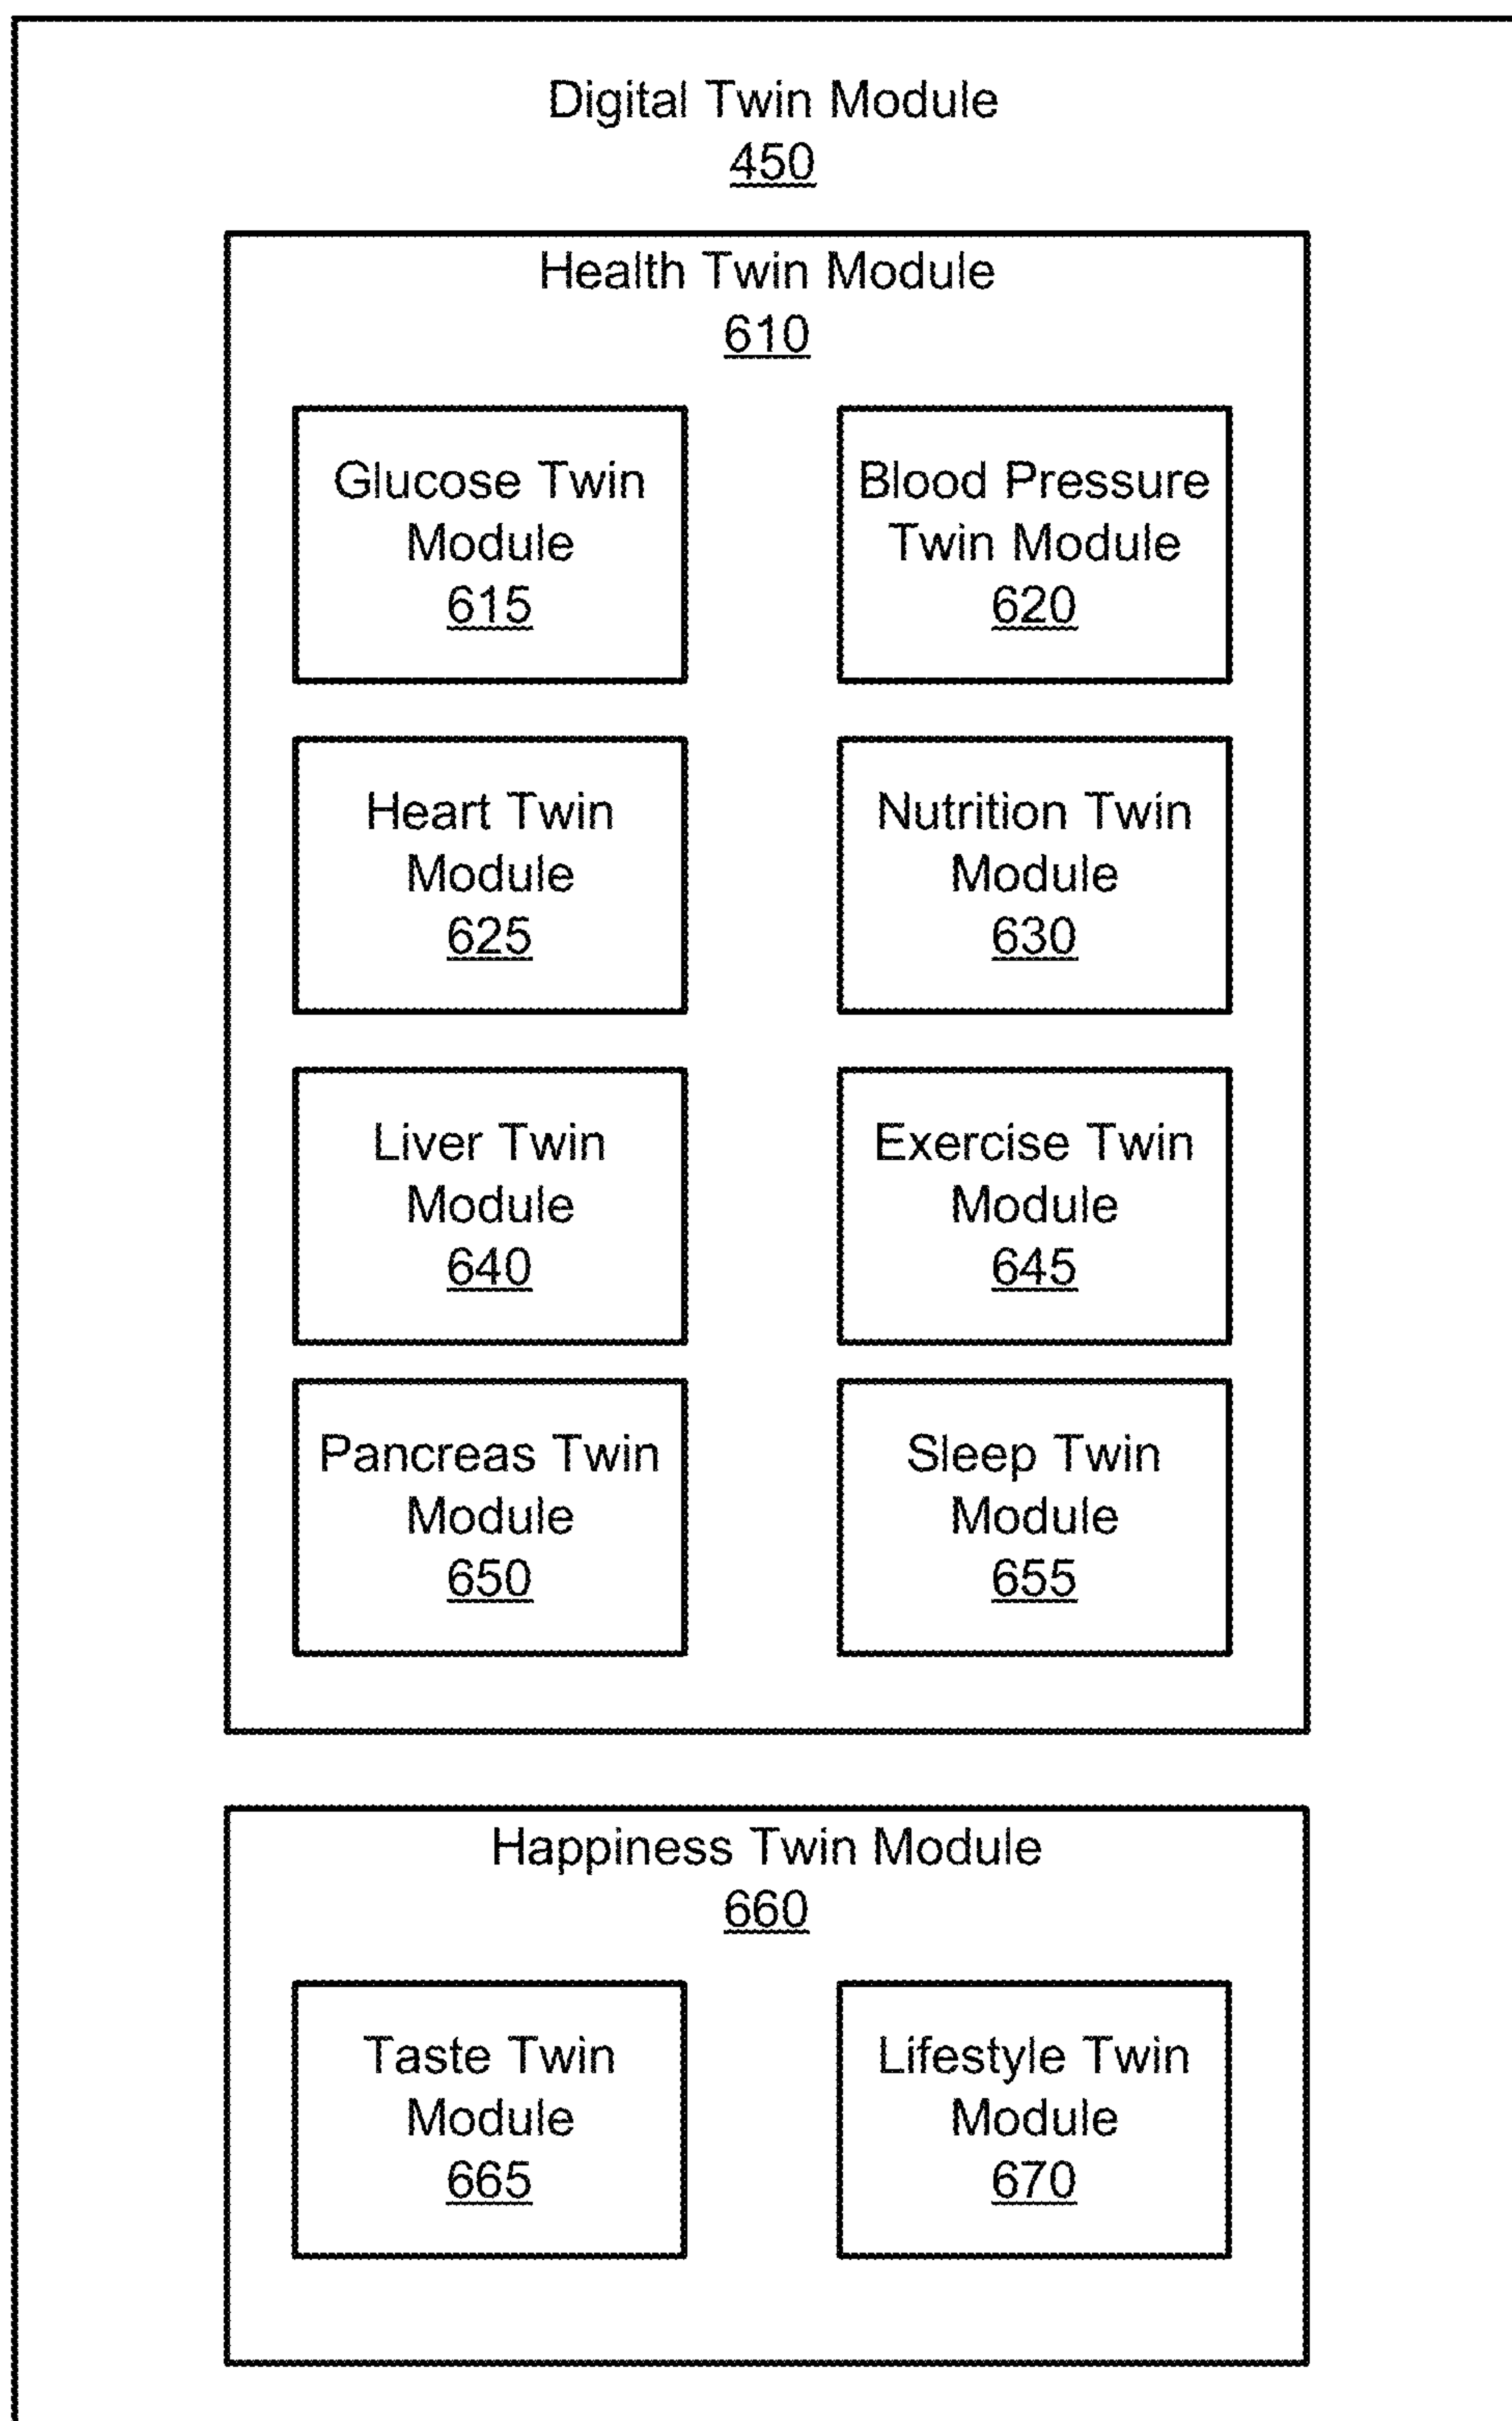 Digital Twin Module
450
Health Twin Module
610
Glucose Twin
Module
615
Blood Pressure
Twin Module
620
Heart Twin
Module
625
Nutrition Twin
Module
630
Liver Twin
Module
640
Exercise Twin
Module
645
Pancreas Twin
Module
650
Sleep Twin
Module
655
Happiness Twin Module
660
Taste Twin
Module
665
Lifestyle Twin
Module
670